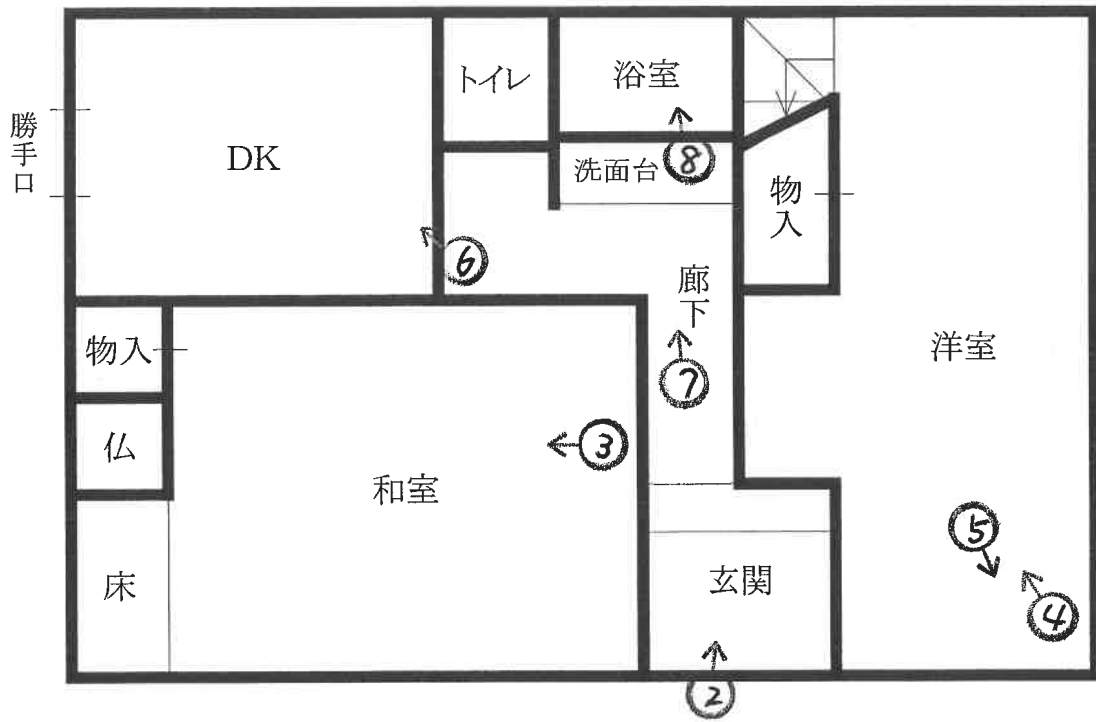 トイレ
浴室
勝手口
DK
洗面台
⑧
物入
⑥
廊下
洋室
物入
⑦
仏
③
和室
⑤
床
玄関
④
②